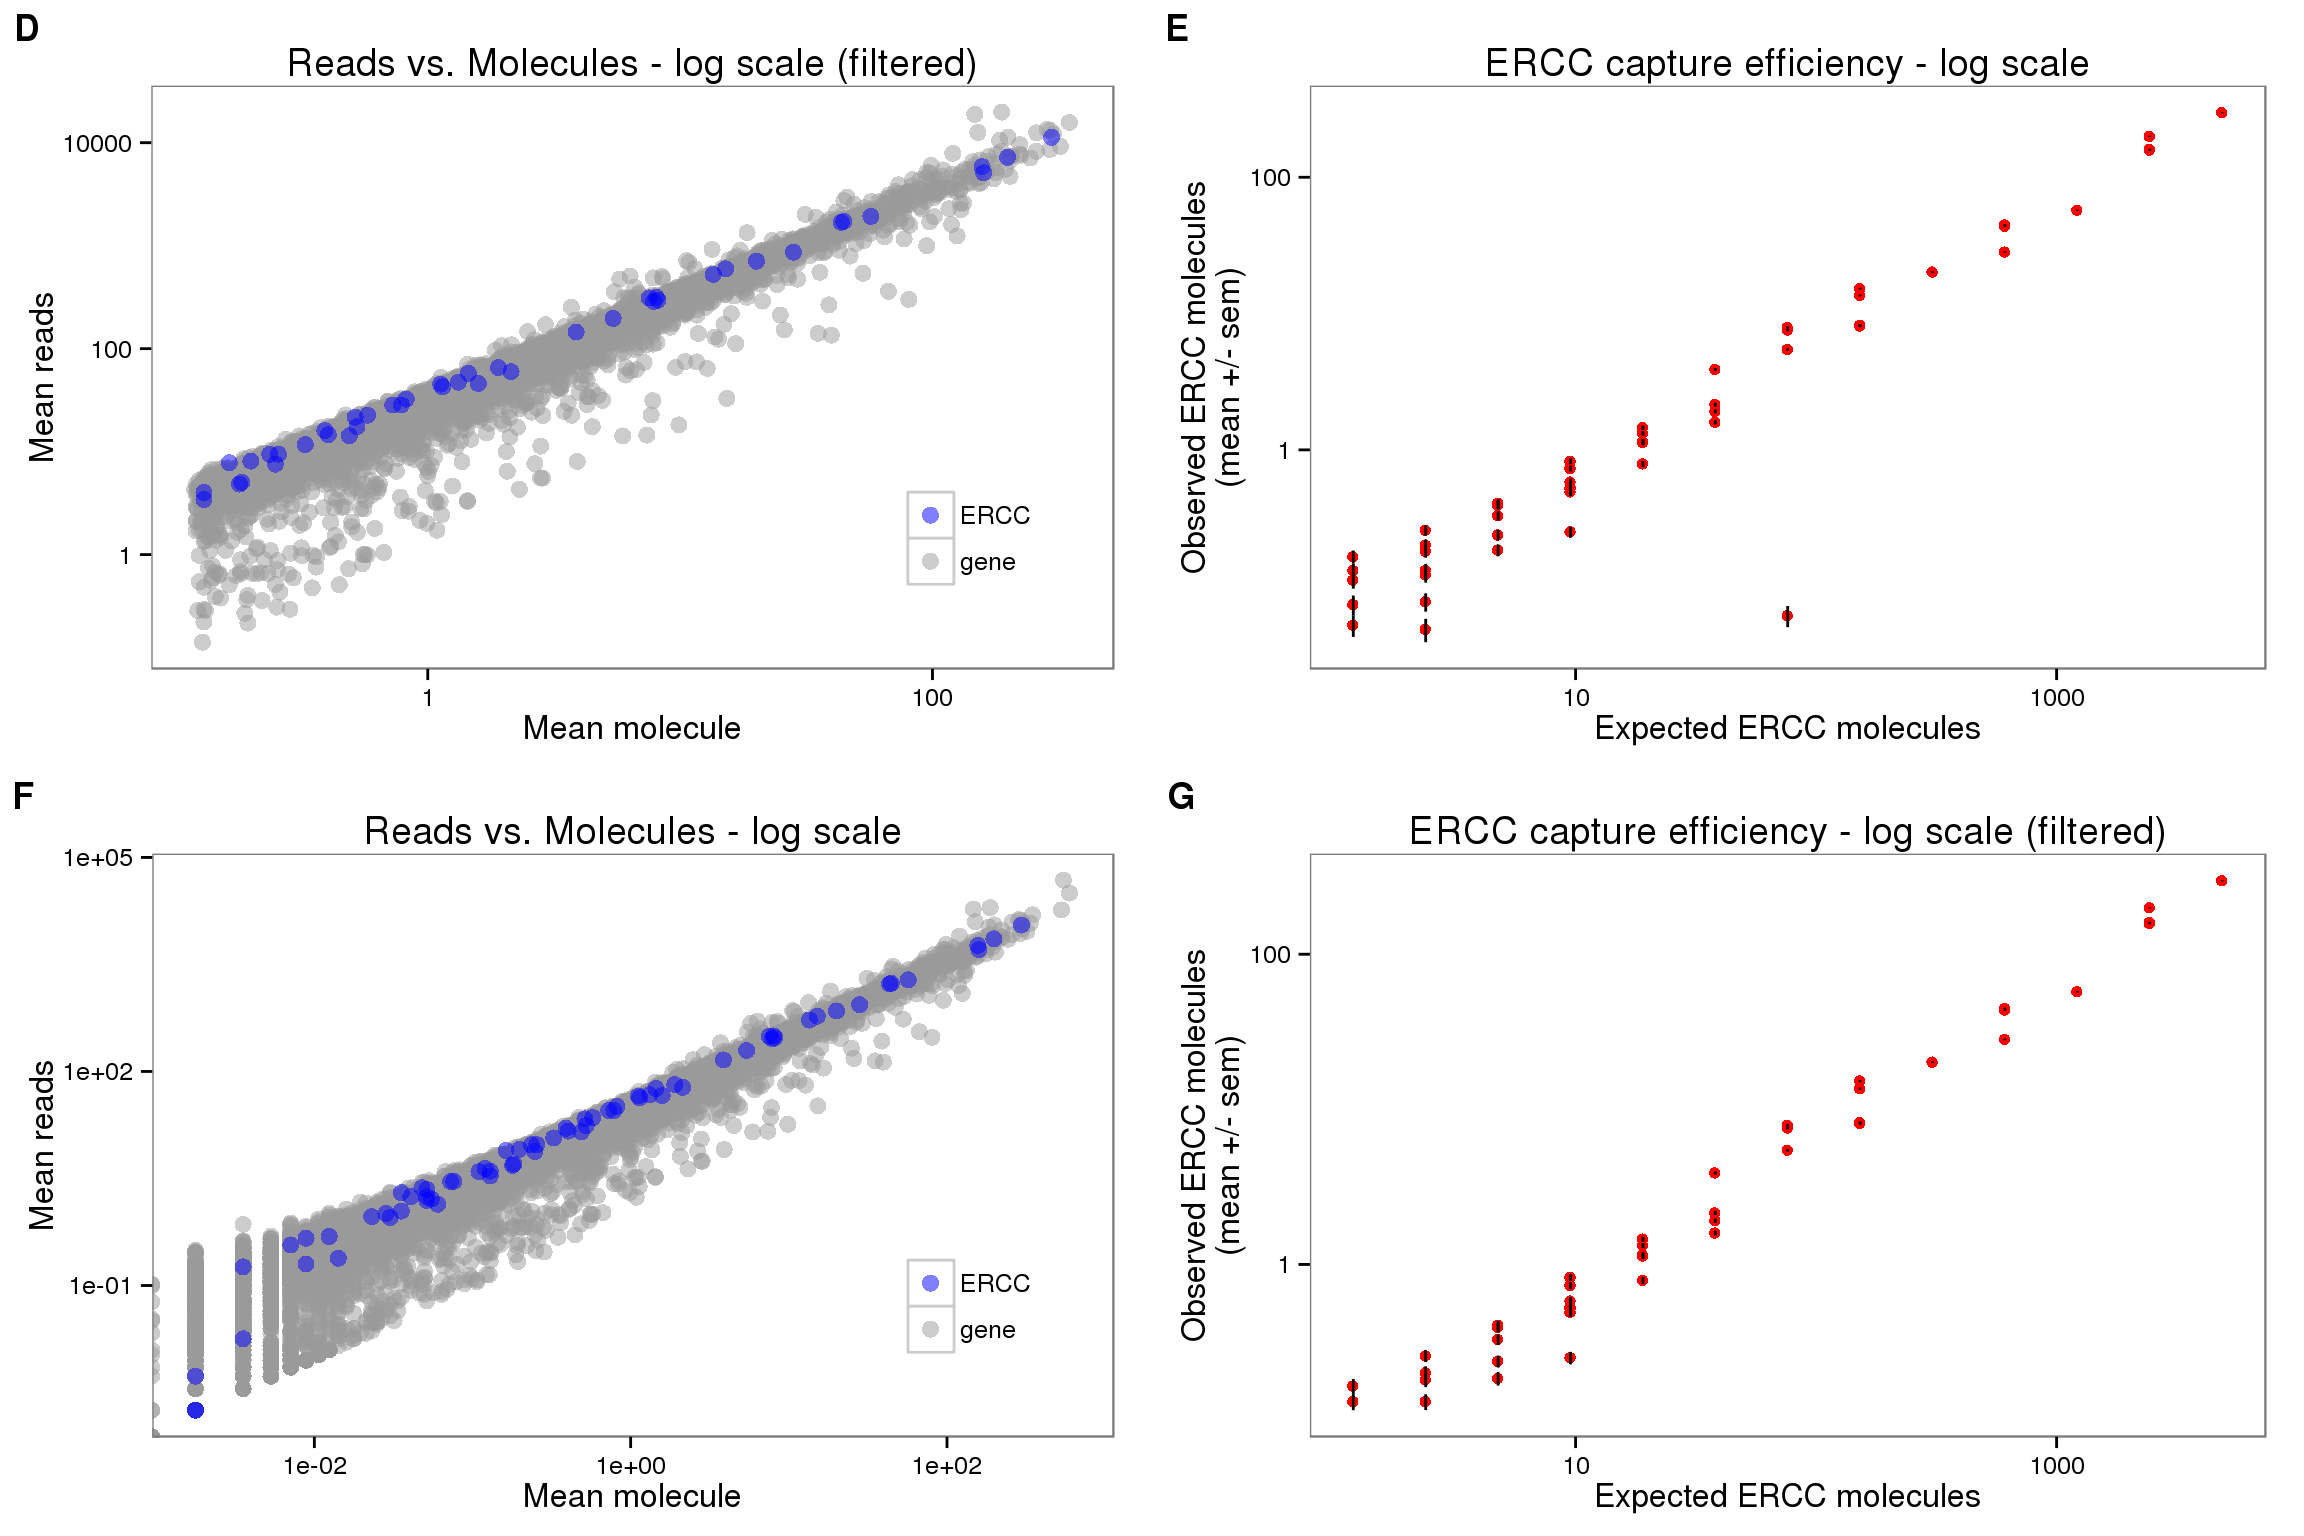 D
Reads vs. Molecules - log scale (filtered)
10000
100
1
Mean reads
1
100
Mean molecule
ERCC
gene
E
ERCC capture efficiency - log scale
100
1
Observed ERCC molecules
(mean +/- sem)
10
1000
Expected ERCC molecules
F
Reads vs. Molecules - log scale
1e+05
1e+02
1e-01
Mean reads
1e-02
1e+00
1e+02
Mean molecule
ERCC
gene
G
ERCC capture efficiency - log scale (filtered)
100
1
Observed ERCC molecules
(mean +/- sem)
10
1000
Expected ERCC molecules